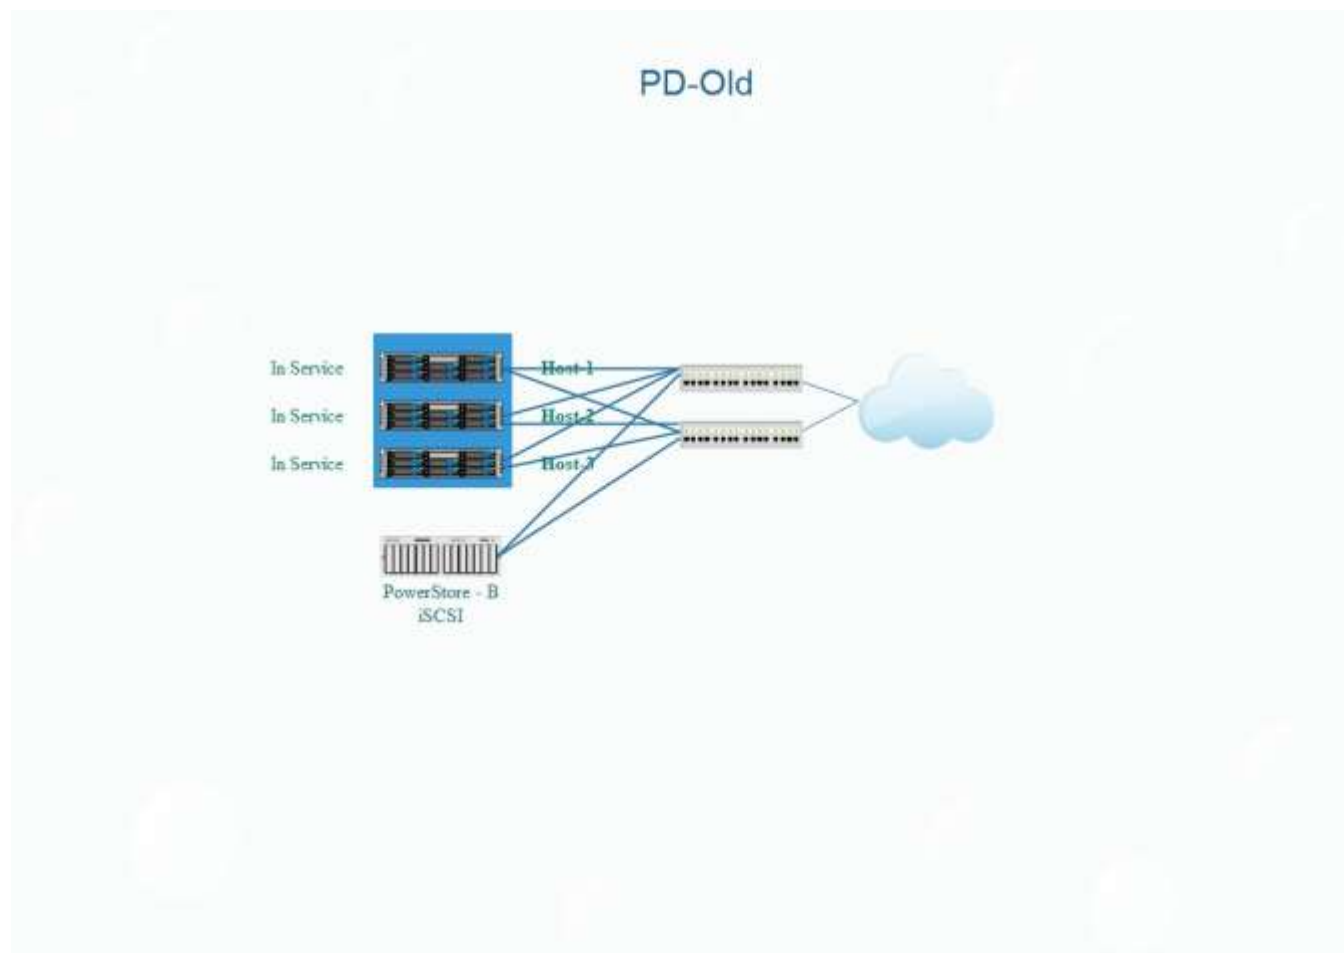 PD-Old
In Service
Host-1
In Service
Host-2
In Service
Host-3
PowerStore - B
iSCSI